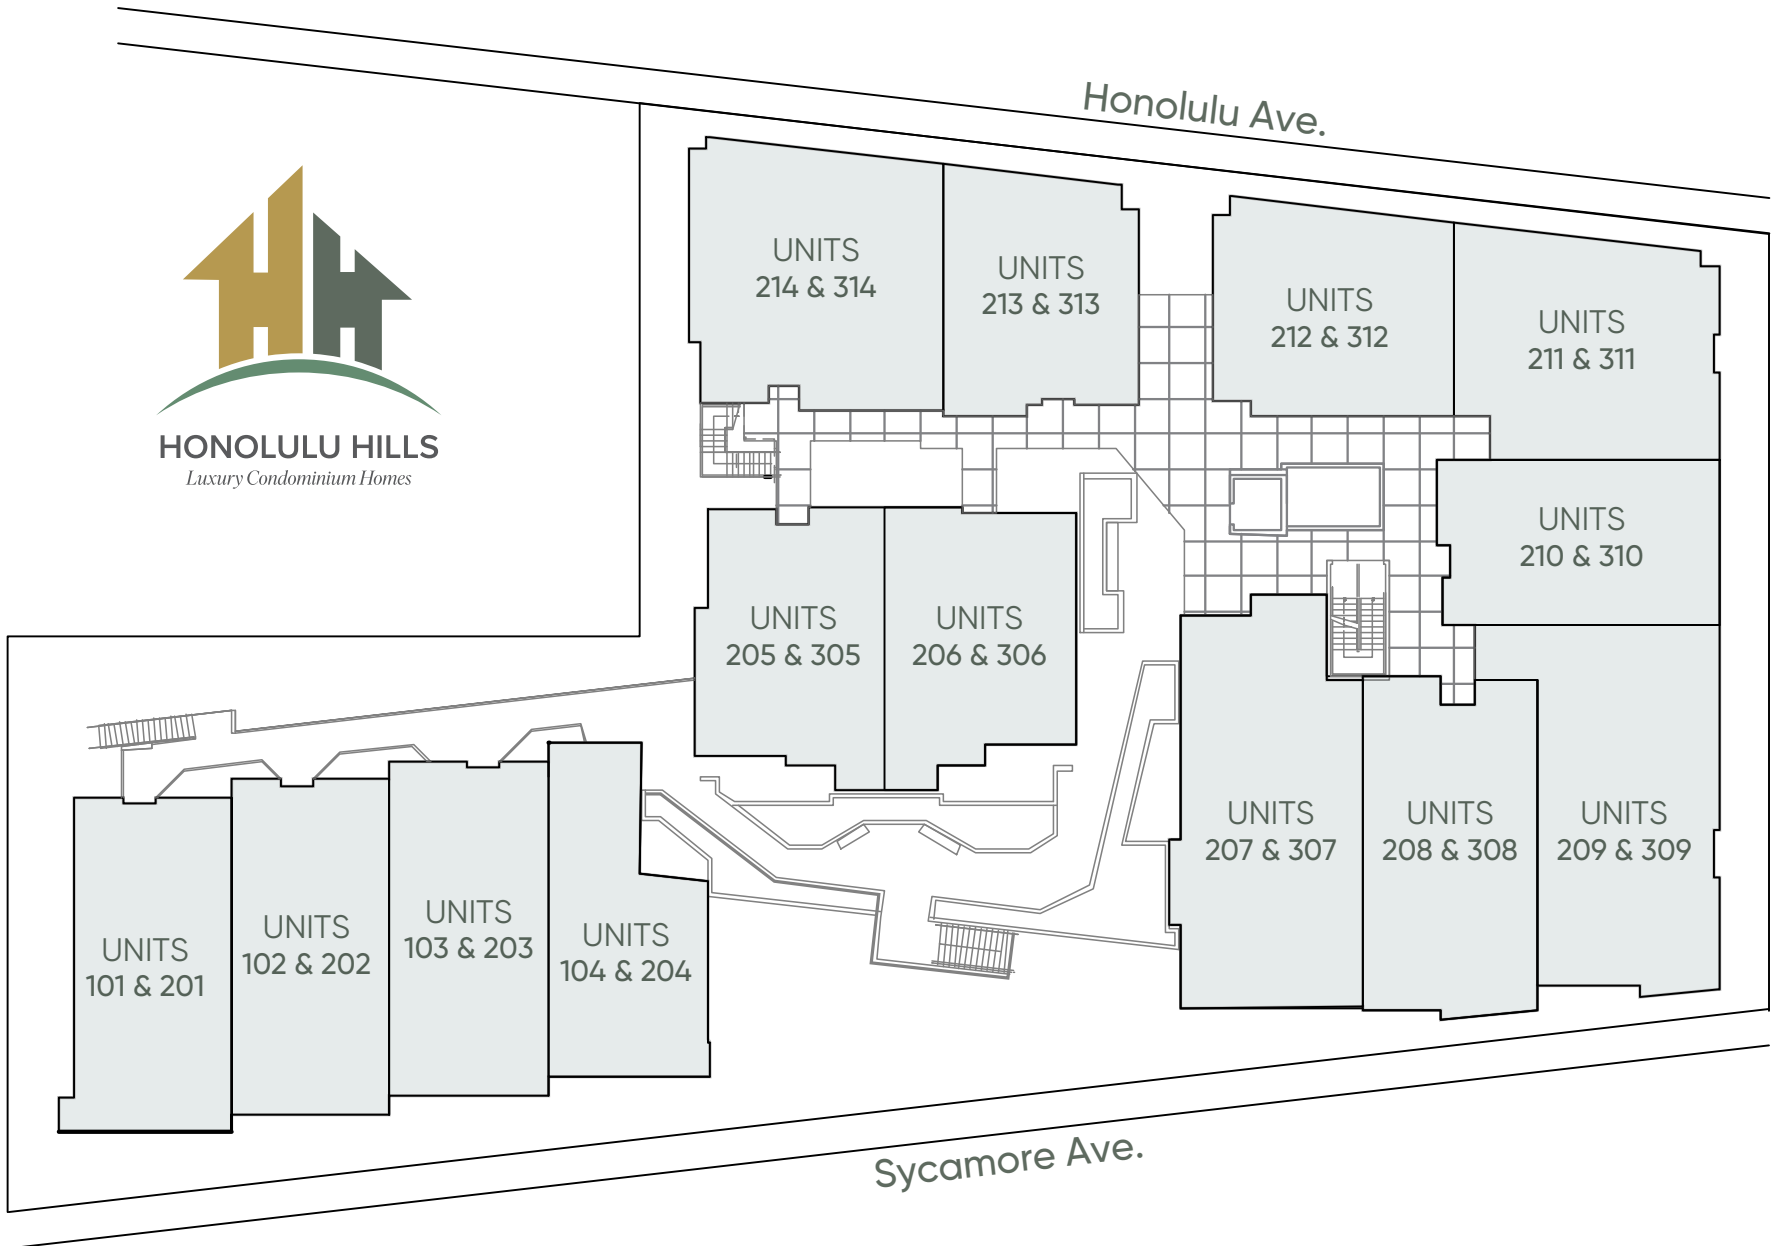 Honolulu Ave.
HONOLULU HILLS
Luxury Condominium Homes
UNITS
214 & 314
UNITS
213 & 313
UNITS
212 & 312
UNITS
211 & 311
UNITS
210 & 310
UNITS
205 & 305
UNITS
206 & 306
UNITS
207 & 307
UNITS
208 & 308
UNITS
209 & 309
UNITS
101 & 201
UNITS
102 & 202
UNITS
103 & 203
UNITS
104 & 204
Sycamore Ave.